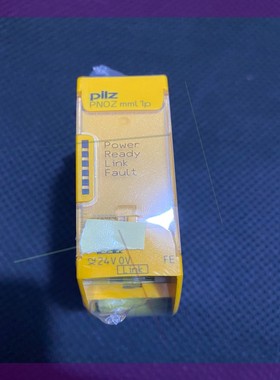 pilz
PNOZ mml1p
Power
Ready
Link
Fault
24V 0V FE
Link